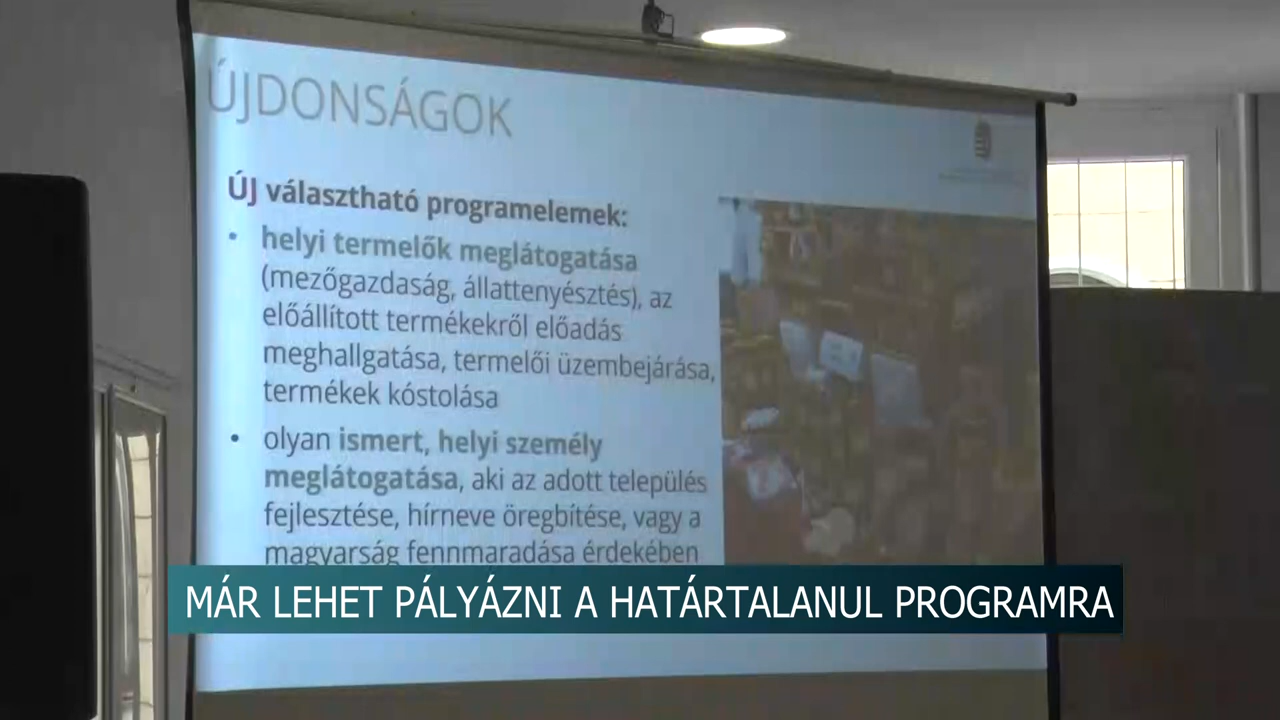 ÚJDONSÁGOK
ÚJ választható programelemek:
• helyi termelők meglátogatása
(mezőgazdaság, állattenyésztés), az
előállított termékekről előadás
meghallgatása, termelői üzembejárása,
termékek kóstolása
• olyan ismert, helyi személy
meglátogatása, aki az adott település
fejlesztése, hírneve öregbítése, vagy a
magyarság fennmaradása érdekében
MÁR LEHET PÁLYÁZNI A HATÁRTALANUL PROGRAMRA